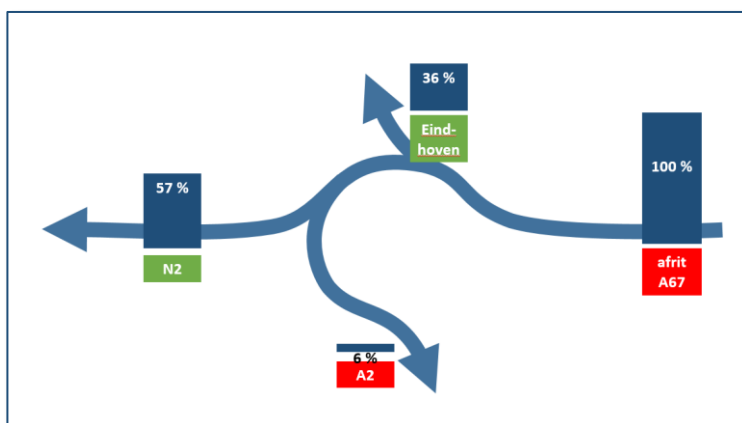 36 %
Eind-
hoven
100 %
afrit
A67
57 %
N2
6 %
A2